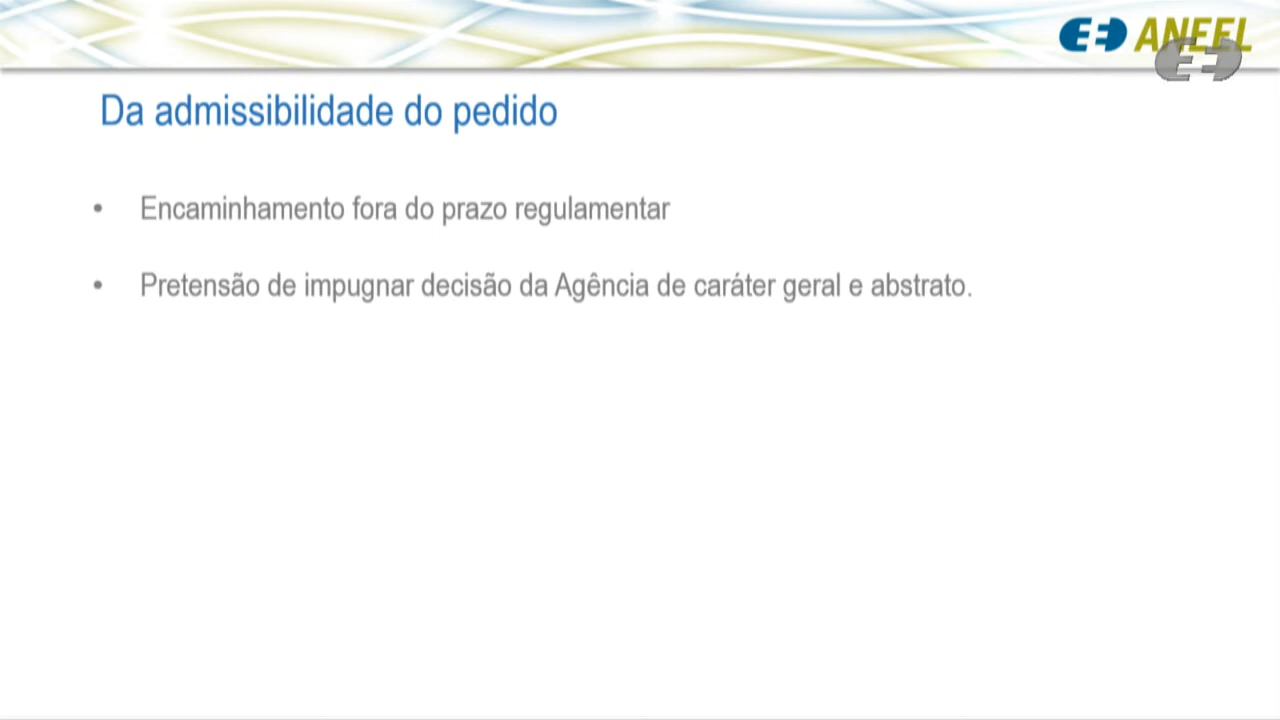 ANEEL
Da admissibilidade do pedido
• Encaminhamento fora do prazo regulamentar
• Pretensão de impugnar decisão da Agência de caráter geral e abstrato.